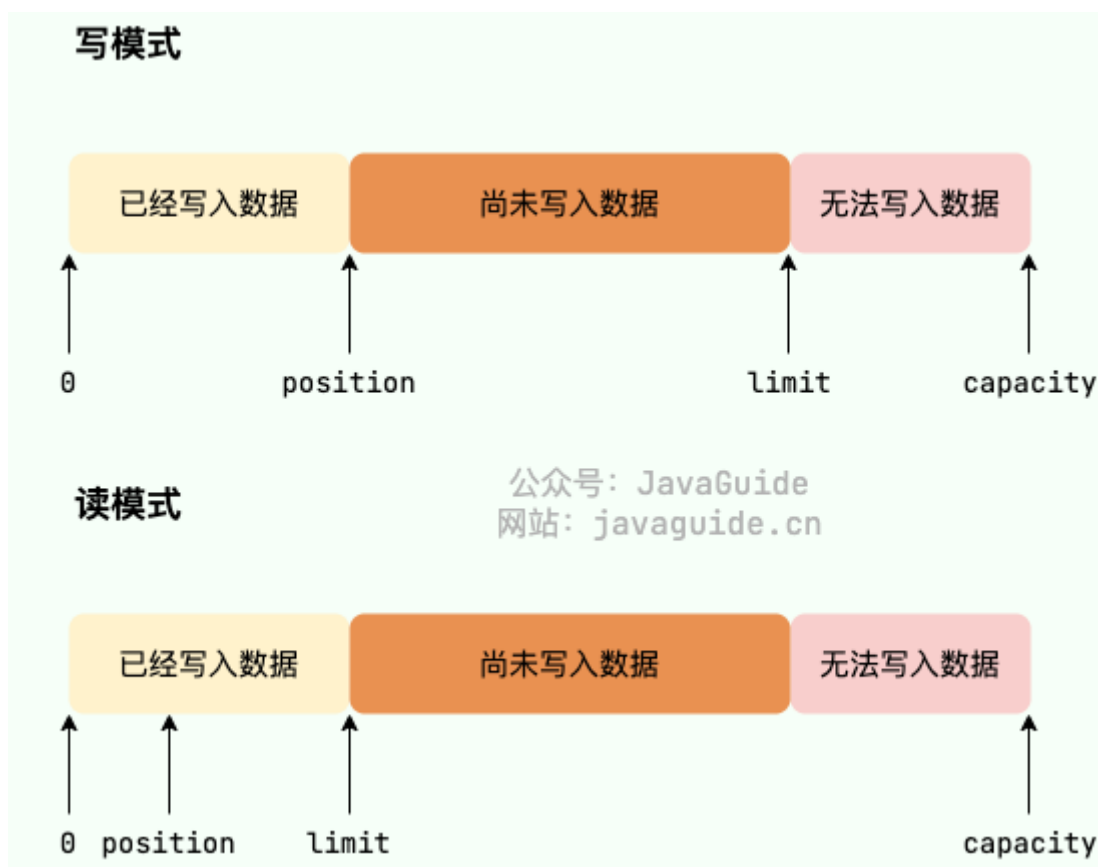 写模式
已经写入数据 尚未写入数据 无法写入数据
0 position limit capacity
公众号：JavaGuide
网站：javaguide.cn
读模式
已经写入数据 尚未写入数据 无法写入数据
0 position limit capacity